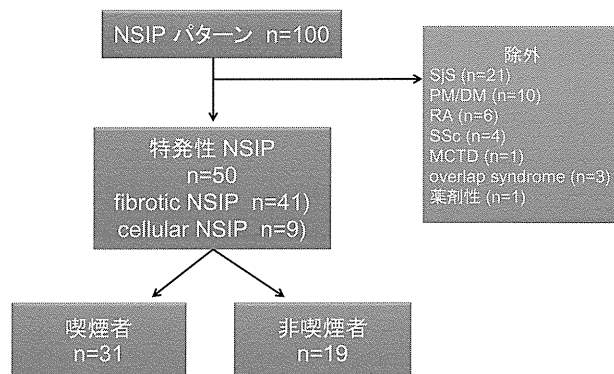 NSIP パターン n=100
除外
SjS (n=21)
PM/DM (n=10)
RA (n=6)
SSc (n=4)
MCTD (n=1)
overlap syndrome (n=3)
薬剤性 (n=1)
特発性 NSIP
n=50
fibrotic NSIP n=41)
cellular NSIP n=9)
喫煙者
n=31
非喫煙者
n=19